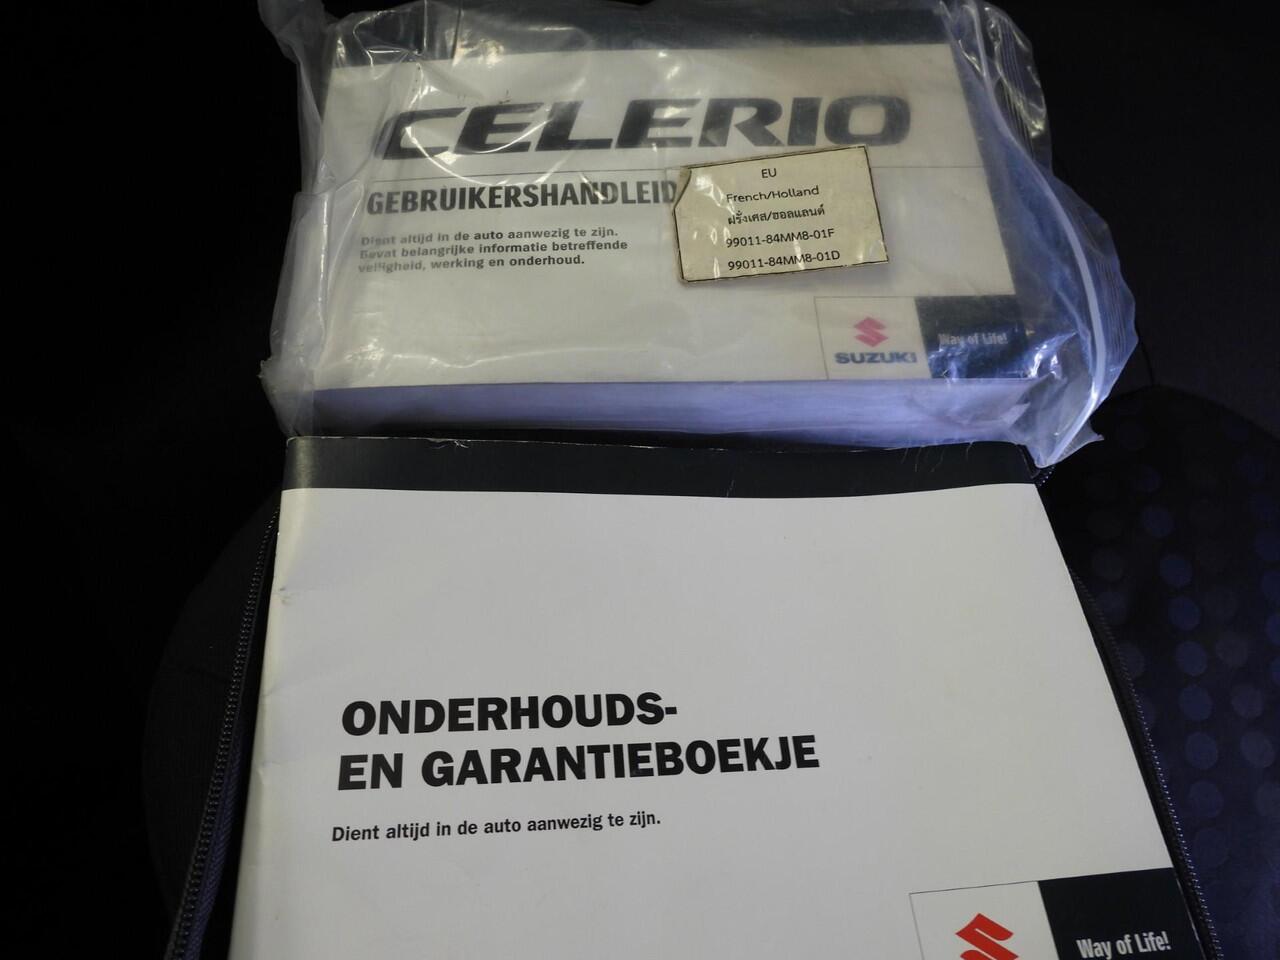 CELERIO
GEBRUIKERSHANDLEID
Dient altijd in de auto aanwezig te zijn.
Bevat belangrijke informatie betreffende
veiligheid, werking en onderhoud.
EU
French/Holland
ฝรั่งเศส/ฮอลแลนด์
99011-84MM8-01F
99011-84MM8-01D
SUZUKI
Way of Life!
ONDERHOUDS-
EN GARANTIEBOEKJE
Dient altijd in de auto aanwezig te zijn.
Way of Life!